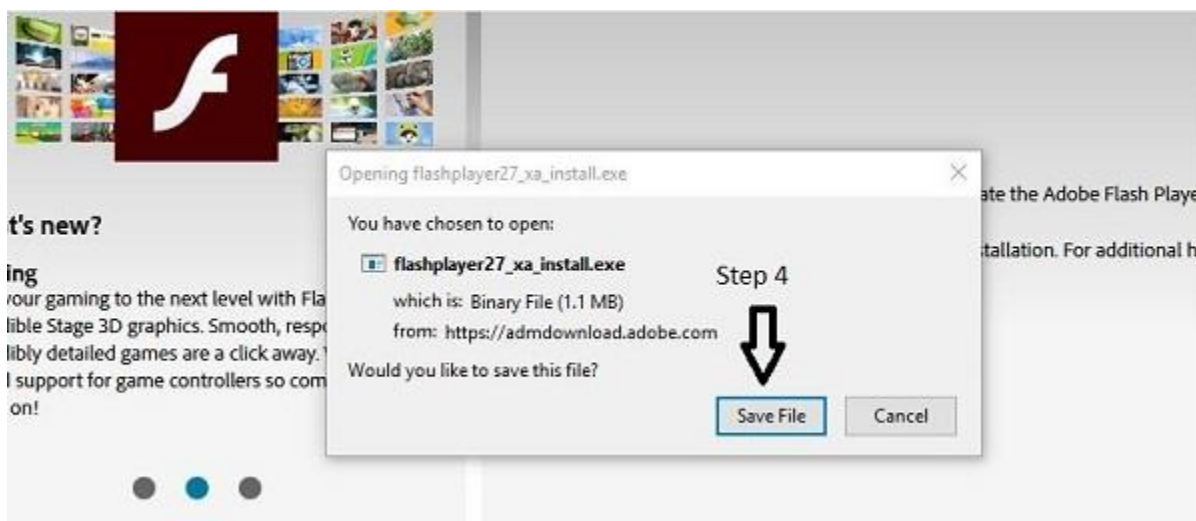 Opening flashplayer27_xa_install.exe
You have chosen to open:
flashplayer27_xa_install.exe
which is: Binary File (1.1 MB)
from: https://admdownload.adobe.com
Would you like to save this file?
Step 4
Save File
Cancel
t's new?
ing
your gaming to the next level with Fla
lible Stage 3D graphics. Smooth, resp
libly detailed games are a click away.
l support for game controllers so com
on!
ate the Adobe Flash Playe
tallation. For additional h